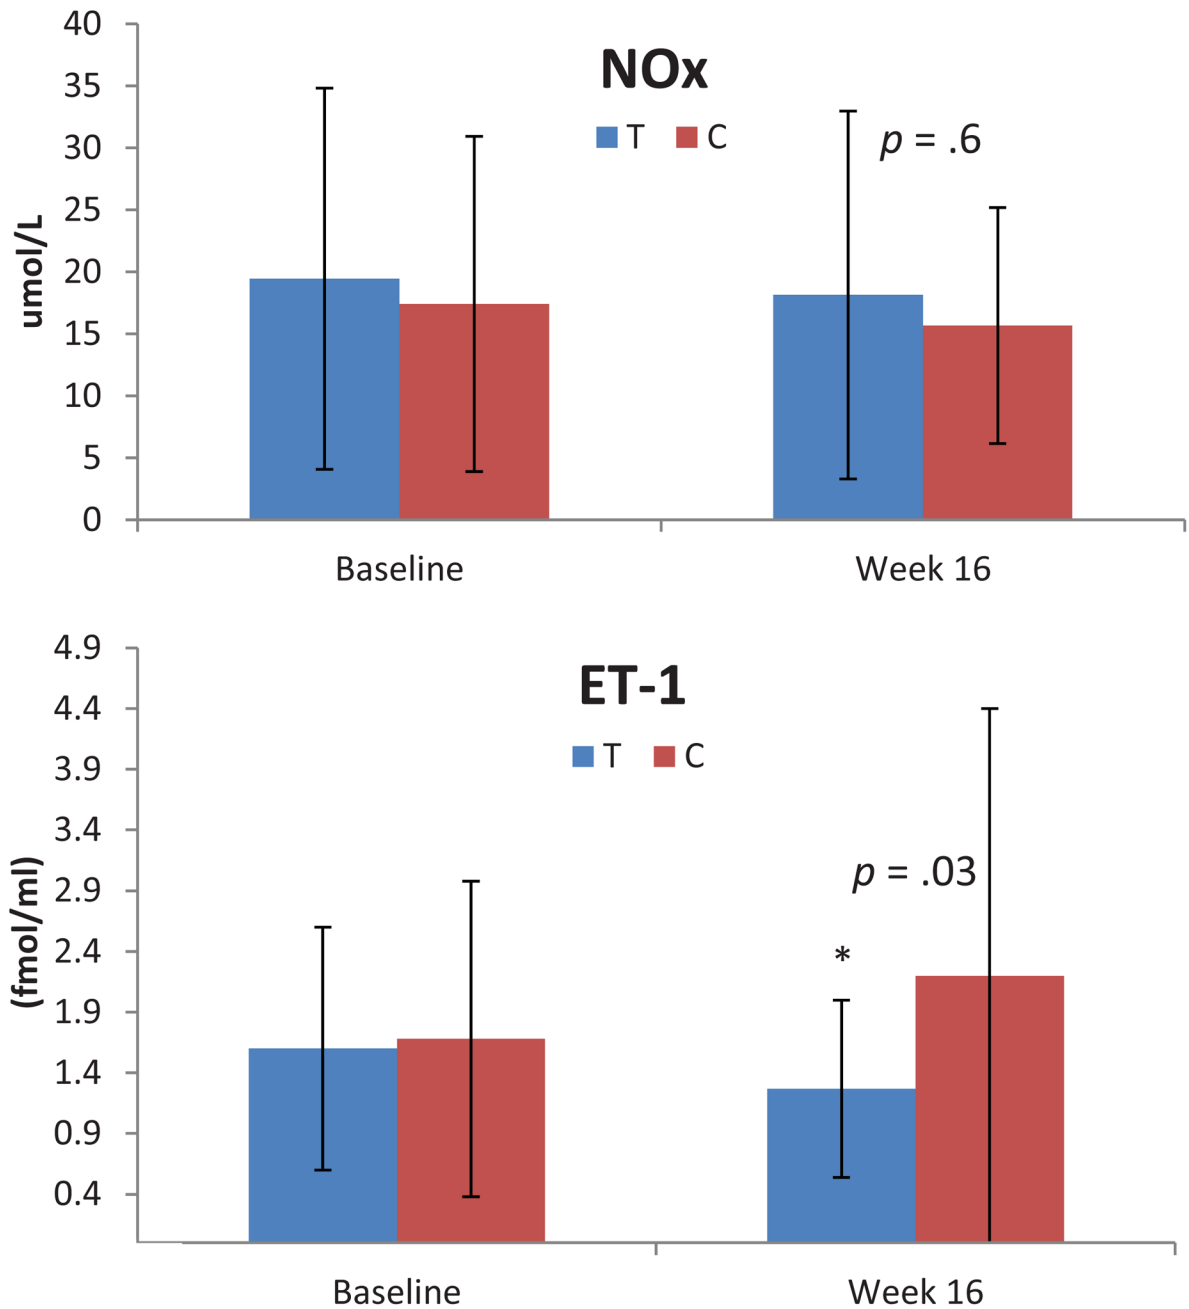 NOx
T C
p = .6
umol/L
40
35
30
25
20
15
10
5
0
Baseline Week 16
ET-1
T C
p = .03
*
(fmol/ml)
4.9
4.4
3.9
3.4
2.9
2.4
1.9
1.4
0.9
0.4
Baseline Week 16